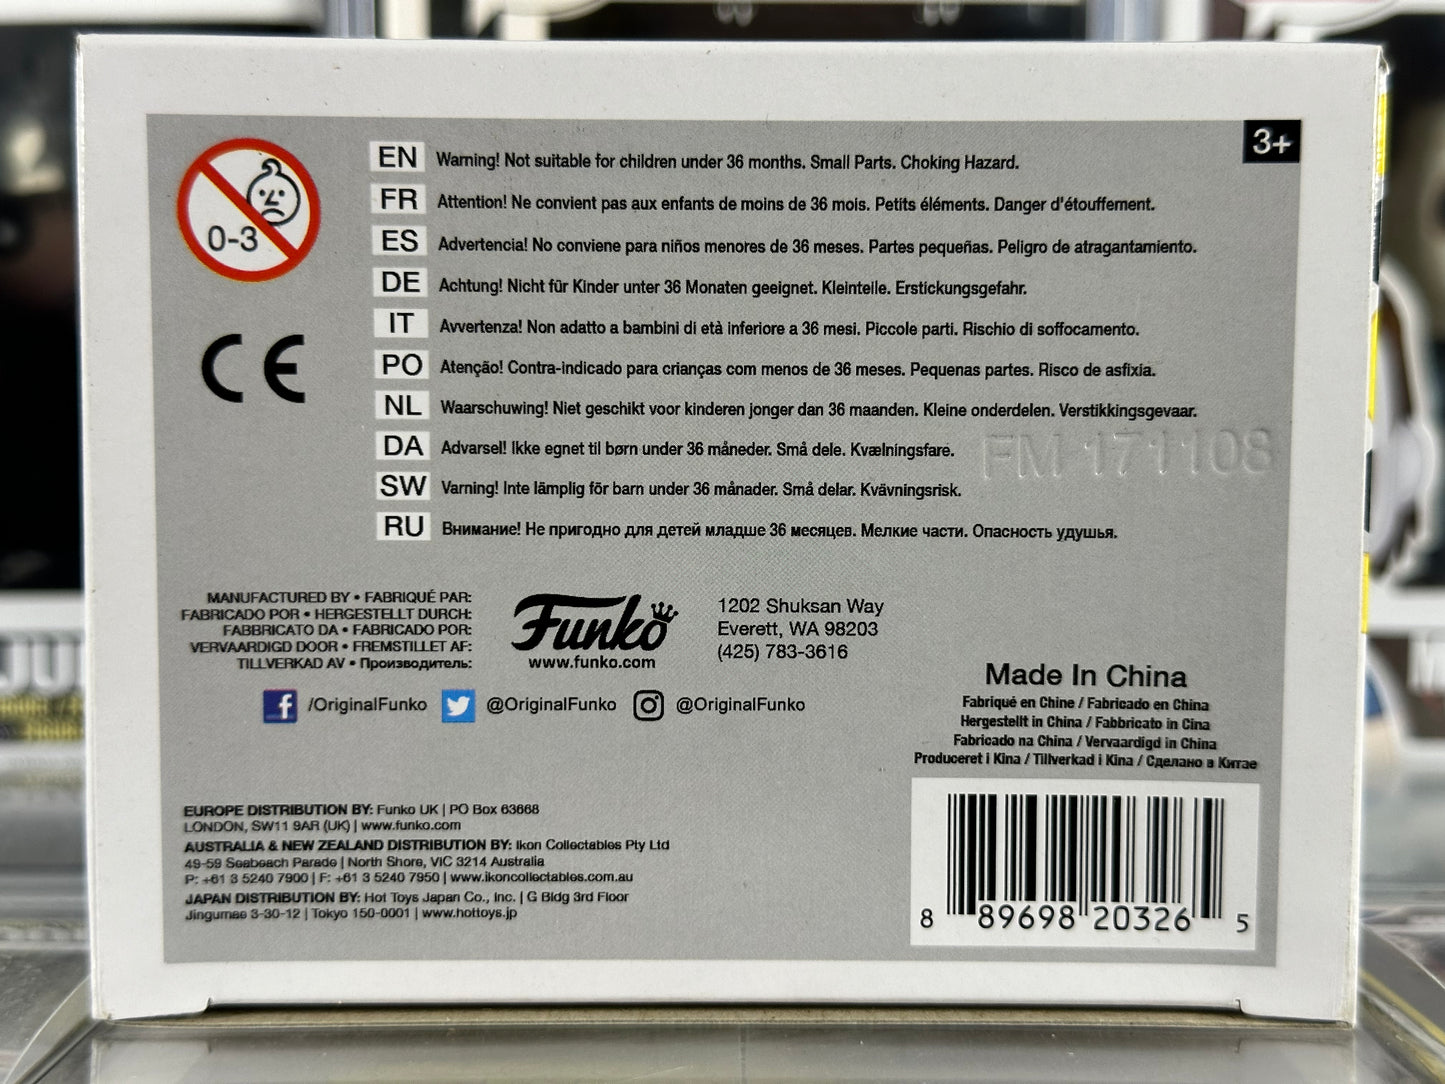 3+
0-3
EN Warning! Not suitable for children under 36 months. Small Parts. Choking Hazard.
FR Attention! Ne convient pas aux enfants de moins de 36 mois. Petits éléments. Danger d'étouffement.
ES Advertencia! No conviene para niños menores de 36 meses. Partes pequeñas. Peligro de atragantamiento.
DE Achtung! Nicht für Kinder unter 36 Monaten geeignet. Kleinteile. Erstickungsgefahr.
IT Avvertenza! Non adatto a bambini di età inferiore a 36 mesi. Piccole parti. Rischio di soffocamento.
PO Atenção! Contra-indicado para crianças com menos de 36 meses. Pequenas partes. Risco de asfixia.
NL Waarschuwing! Niet geschikt voor kinderen jonger dan 36 maanden. Kleine onderdelen. Verstikkingsgevaar.
DA Advarsel! Ikke egnet til børn under 36 måneder. Små dele. Kvælningsfare.
SW Varning! Inte lämplig för barn under 36 månader. Små delar. Kvävningsrisk.
RU Внимание! Не пригодно для детей младше 36 месяцев. Мелкие части. Опасность удушья.
CE
FM-171108
MANUFACTURED BY • FABRIQUÉ PAR:
FABRICADO POR • HERGESTELLT DURCH:
FABBRICATO DA • FABRICADO POR:
VERVAARDIGD DOOR • FREMSTILLET AF:
TILLVERKAD AV • Производитель:
Funko
www.funko.com
1202 Shuksan Way
Everett, WA 98203
(425) 783-3616
/OriginalFunko @OriginalFunko @OriginalFunko
Made In China
Fabriqué en Chine / Fabricado en China
Hergestellt in China / Fabbricato in Cina
Fabricado na China / Vervaardigd in China
Produceret i Kina / Tillverkad i Kina / Сделано в Китае
EUROPE DISTRIBUTION BY: Funko UK | PO Box 63668
LONDON, SW11 9AR (UK) | www.funko.com
AUSTRALIA & NEW ZEALAND DISTRIBUTION BY: Ikon Collectables Pty Ltd
49-59 Seabeach Parade | North Shore, VIC 3214 Australia
P: +61 3 5240 7900 | F: +61 3 5240 7950 | www.ikoncollectables.com.au
JAPAN DISTRIBUTION BY: Hot Toys Japan Co., Inc. | G Bldg 3rd Floor
Jingumae 3-30-12 | Tokyo 150-0001 | www.hottoys.jp
8 89698 20326 5